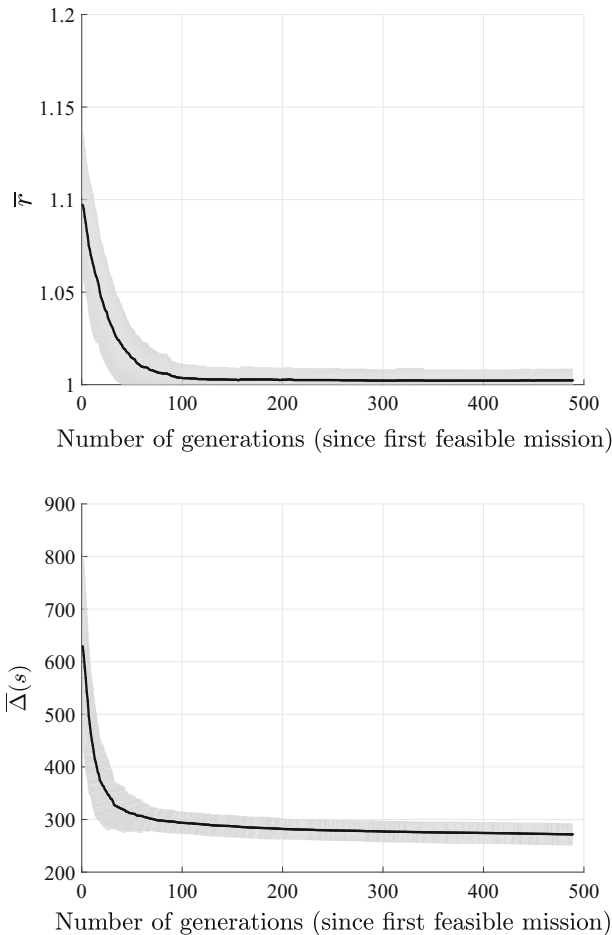 1.2
1.15
1.1
1.05
1
r̅
0 100 200 300 400 500
Number of generations (since first feasible mission)
900
800
700
600
500
400
300
200
Δ̅(s)
0 100 200 300 400 500
Number of generations (since first feasible mission)